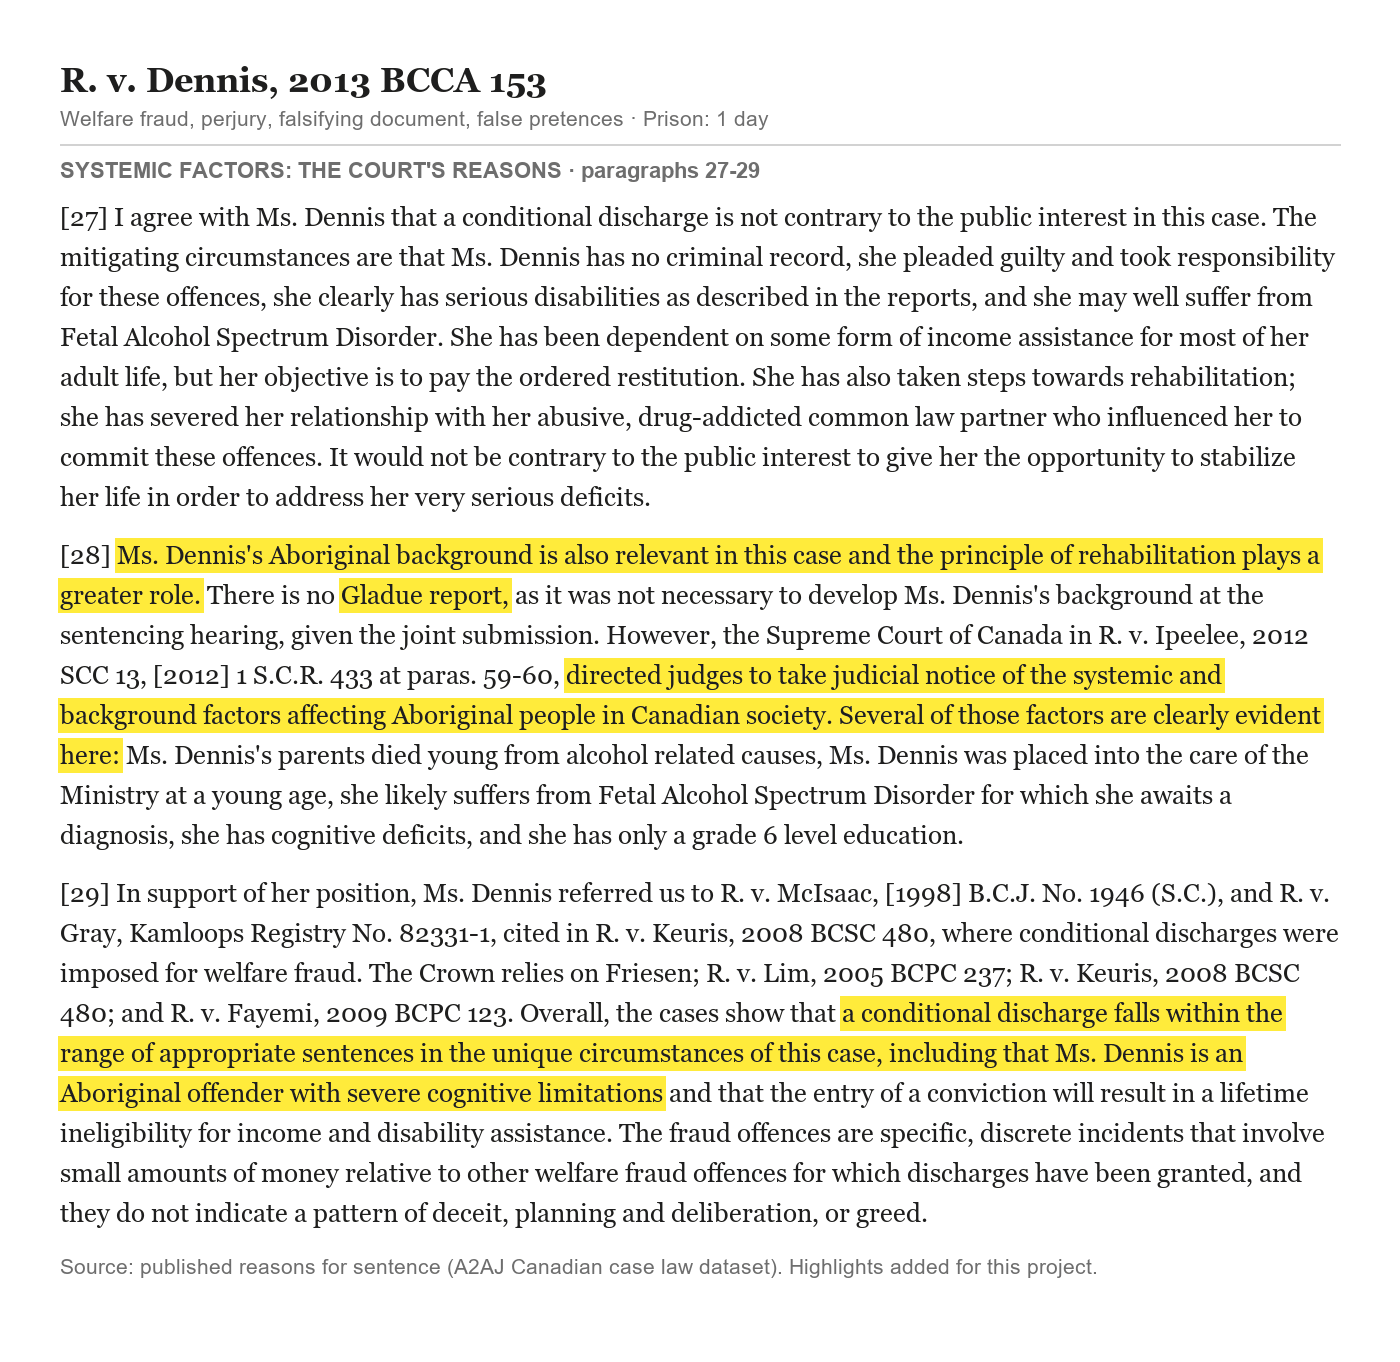 R. v. Dennis, 2013 BCCA 153
Welfare fraud, perjury, falsifying document, false pretences · Prison: 1 day
SYSTEMIC FACTORS: THE COURT'S REASONS · paragraphs 27-29
[27] I agree with Ms. Dennis that a conditional discharge is not contrary to the public interest in this case. The
mitigating circumstances are that Ms. Dennis has no criminal record, she pleaded guilty and took responsibility
for these offences, she clearly has serious disabilities as described in the reports, and she may well suffer from
Fetal Alcohol Spectrum Disorder. She has been dependent on some form of income assistance for most of her
adult life, but her objective is to pay the ordered restitution. She has also taken steps towards rehabilitation;
she has severed her relationship with her abusive, drug-addicted common law partner who influenced her to
commit these offences. It would not be contrary to the public interest to give her the opportunity to stabilize
her life in order to address her very serious deficits.
[28] Ms. Dennis's Aboriginal background is also relevant in this case and the principle of rehabilitation plays a
greater role. There is no Gladue report, as it was not necessary to develop Ms. Dennis's background at the
sentencing hearing, given the joint submission. However, the Supreme Court of Canada in R. v. Ipeelee, 2012
SCC 13, [2012] 1 S.C.R. 433 at paras. 59-60, directed judges to take judicial notice of the systemic and
background factors affecting Aboriginal people in Canadian society. Several of those factors are clearly evident
here: Ms. Dennis's parents died young from alcohol related causes, Ms. Dennis was placed into the care of the
Ministry at a young age, she likely suffers from Fetal Alcohol Spectrum Disorder for which she awaits a
diagnosis, she has cognitive deficits, and she has only a grade 6 level education.
[29] In support of her position, Ms. Dennis referred us to R. v. McIsaac, [1998] B.C.J. No. 1946 (S.C.), and R. v.
Gray, Kamloops Registry No. 82331-1, cited in R. v. Keuris, 2008 BCSC 480, where conditional discharges were
imposed for welfare fraud. The Crown relies on Friesen; R. v. Lim, 2005 BCPC 237; R. v. Keuris, 2008 BCSC
480; and R. v. Fayemi, 2009 BCPC 123. Overall, the cases show that a conditional discharge falls within the
range of appropriate sentences in the unique circumstances of this case, including that Ms. Dennis is an
Aboriginal offender with severe cognitive limitations and that the entry of a conviction will result in a lifetime
ineligibility for income and disability assistance. The fraud offences are specific, discrete incidents that involve
small amounts of money relative to other welfare fraud offences for which discharges have been granted, and
they do not indicate a pattern of deceit, planning and deliberation, or greed.
Source: published reasons for sentence (A2AJ Canadian case law dataset). Highlights added for this project.